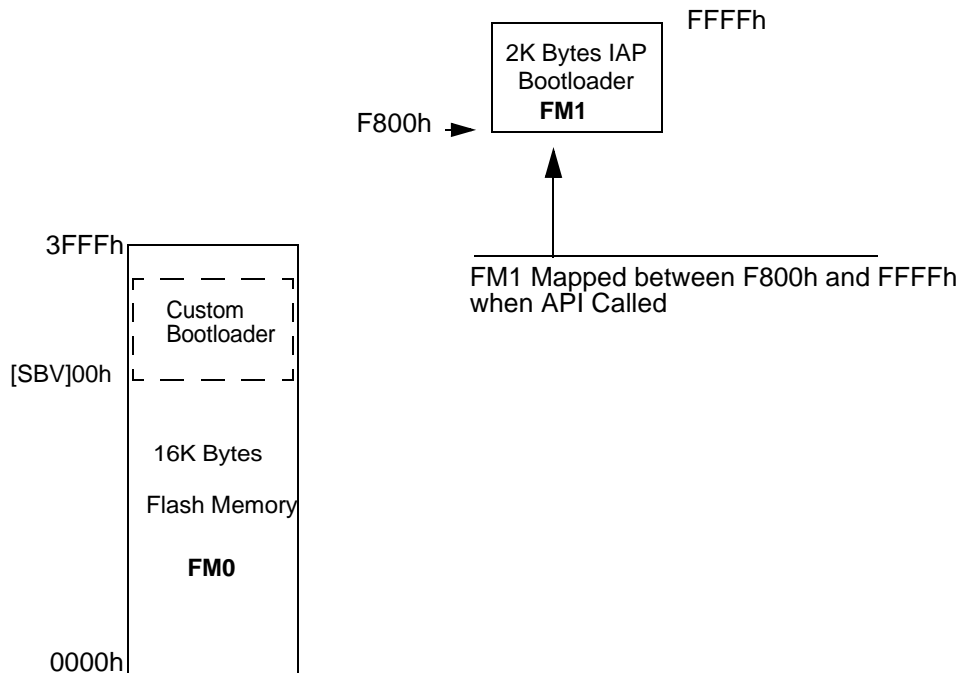 FFFFh
2K Bytes IAP
Bootloader
FM1
F800h
3FFFh
FM1 Mapped between F800h and FFFFh
when API Called
Custom
Bootloader
[SBV]00h
16K Bytes
Flash Memory
FM0
0000h